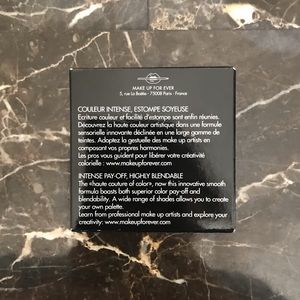 MAKE UP FOR EVER
5, rue La Boétie - 75008 Paris - France
COULEUR INTENSE, ESTOMPE SOYEUSE
Ecriture couleur et facilité d'estompe sont enfin réunies.
Découvrez la haute couleur artistique dans une formule
sensorielle innovante déclinée en une large gamme de
teintes. Adoptez la gestuelle des make up artists en
composant vos propres harmonies.
Les pros vous guident pour libérer votre créativité
colorielle : www.makeupforever.com
INTENSE PAY-OFF, HIGHLY BLENDABLE
The «haute couture of color», now this innovative smooth
formula boasts both superior color pay-off and
blendability. A wide range of shades allows you to create
your own palette.
Learn from professional make up artists and explore your
creativity: www.makeupforever.com